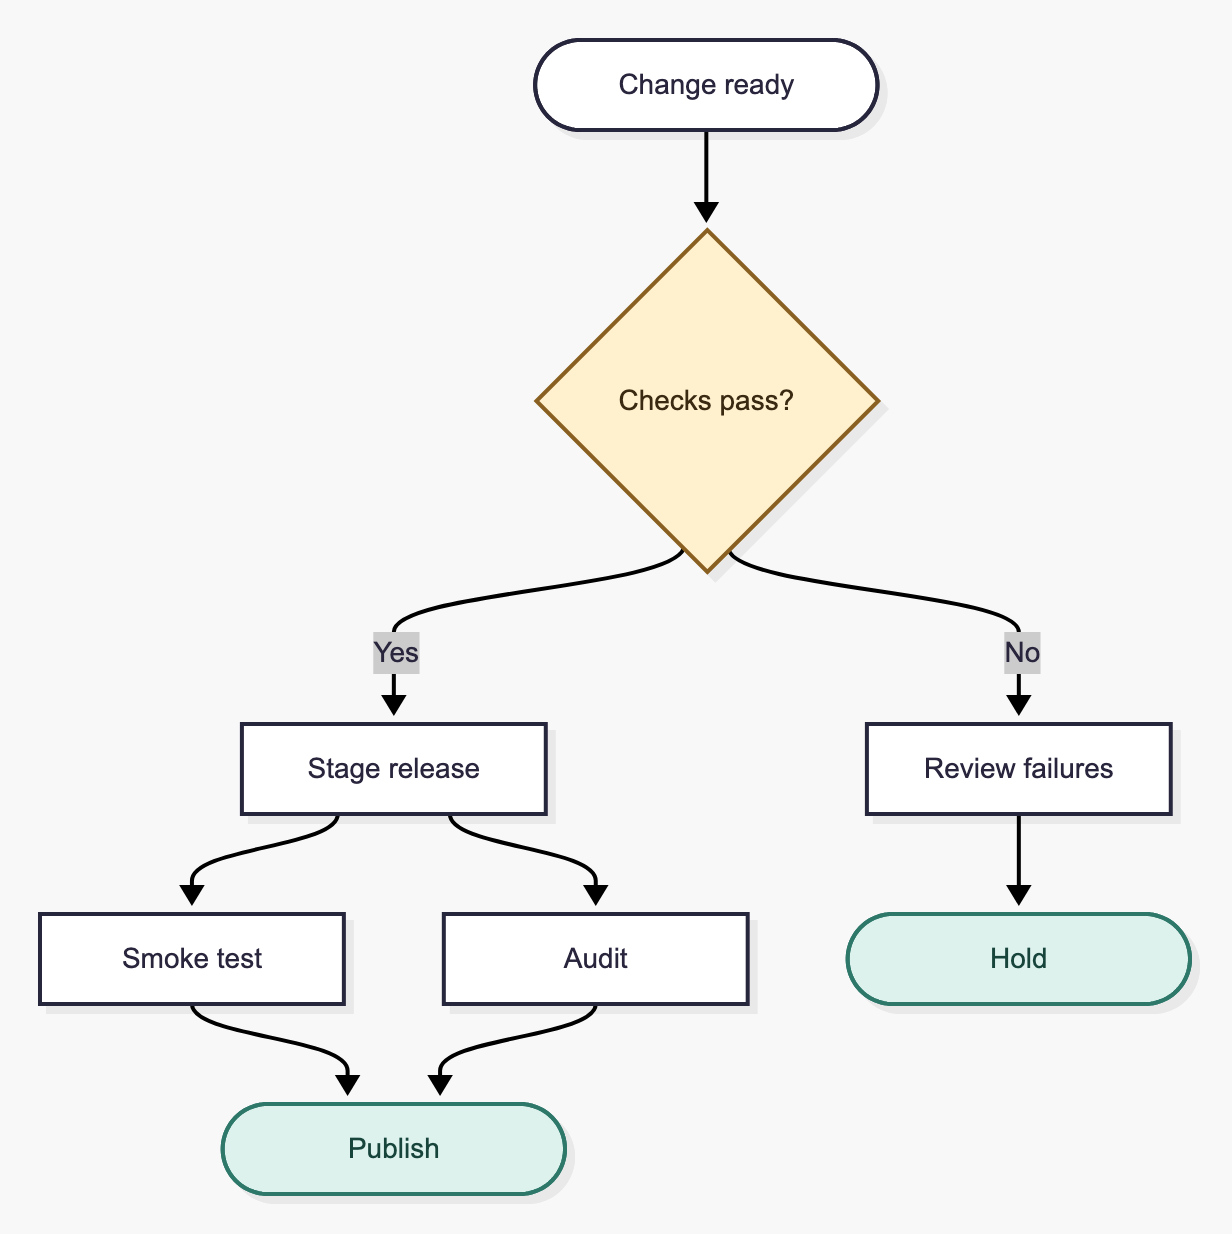 Change ready
Checks pass?
Yes
No
Stage release
Review failures
Smoke test
Audit
Hold
Publish